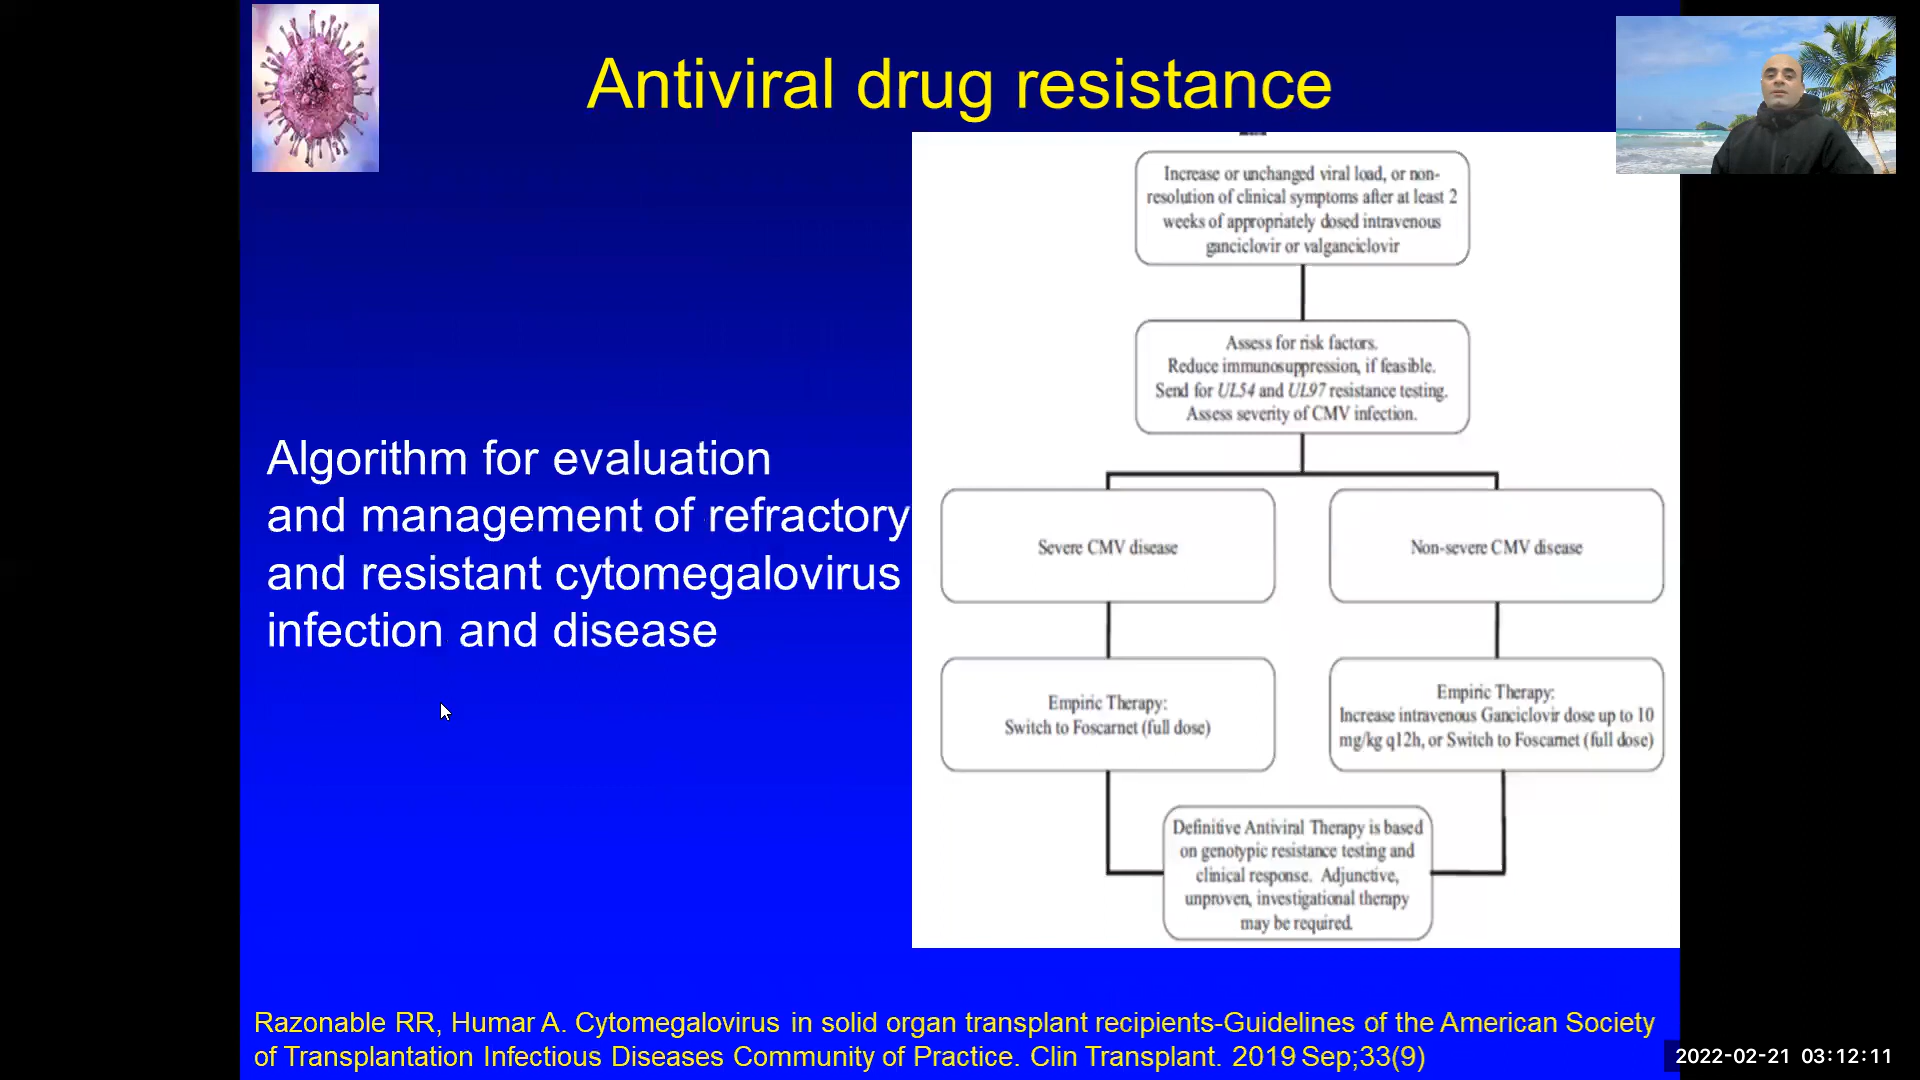 Antiviral drug resistance
Increase or unchanged viral load, or non-
resolution of clinical symptoms after at least 2
weeks of appropriately dosed intravenous
ganciclovir or valganciclovir
Assess for risk factors.
Reduce immunosuppression, if feasible.
Send for UL54 and UL97 resistance testing.
Assess severity of CMV infection.
Algorithm for evaluation
and management of refractory
and resistant cytomegalovirus
infection and disease
Severe CMV disease
Non-severe CMV disease
Empiric Therapy:
Switch to Foscarnet (full dose)
Empiric Therapy:
Increase intravenous Ganciclovir dose up to 10
mg/kg q12h, or Switch to Foscarnet (full dose)
Definitive Antiviral Therapy is based
on genotypic resistance testing and
clinical response. Adjunctive,
unproven, investigational therapy
may be required.
Razonable RR, Humar A. Cytomegalovirus in solid organ transplant recipients-Guidelines of the American Society
of Transplantation Infectious Diseases Community of Practice. Clin Transplant. 2019 Sep;33(9)
2022-02-21 03:12:11